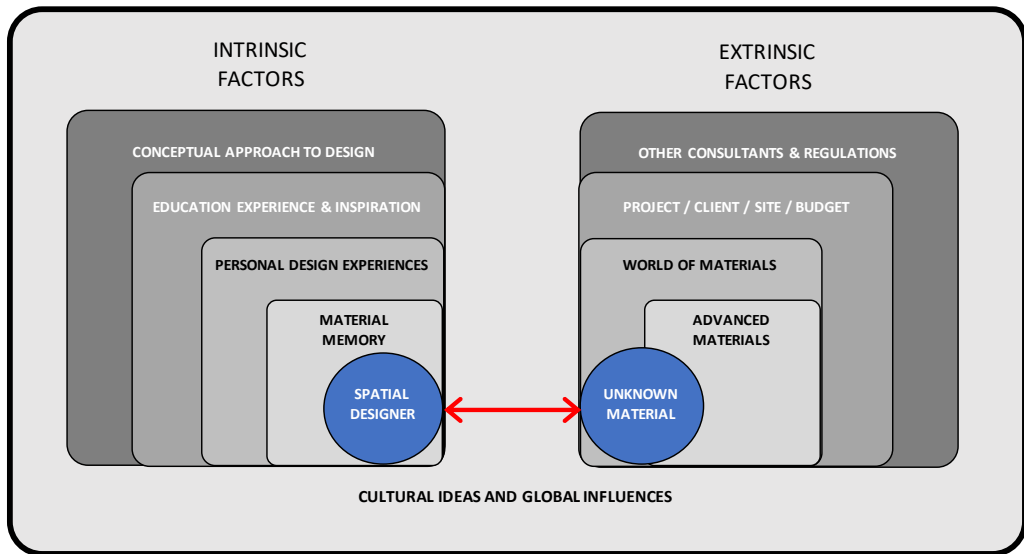 INTRINSIC
FACTORS
CONCEPTUAL APPROACH TO DESIGN
EDUCATION EXPERIENCE & INSPIRATION
PERSONAL DESIGN EXPERIENCES
MATERIAL
MEMORY
SPATIAL
DESIGNER
EXTRINSIC
FACTORS
OTHER CONSULTANTS & REGULATIONS
PROJECT / CLIENT / SITE / BUDGET
WORLD OF MATERIALS
ADVANCED
MATERIALS
UNKNOWN
MATERIAL
CULTURAL IDEAS AND GLOBAL INFLUENCES